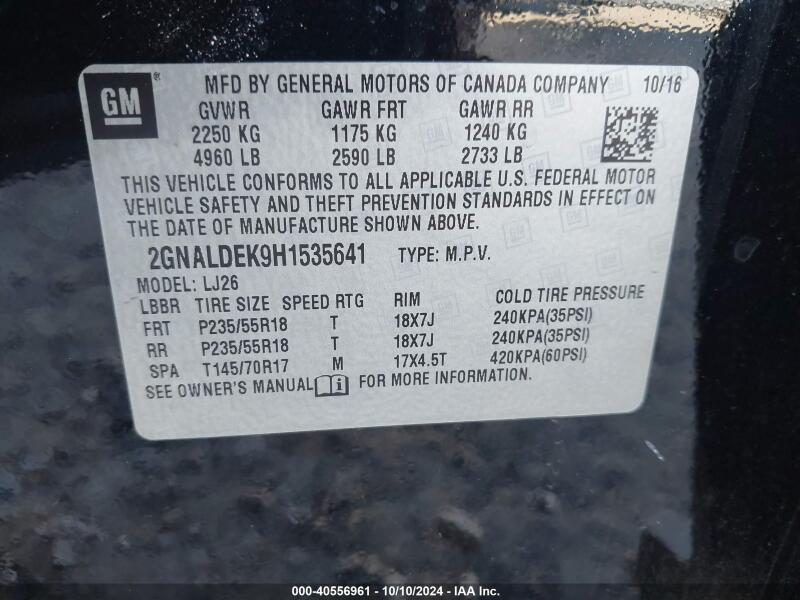 GM ® MFD BY GENERAL MOTORS OF CANADA COMPANY 10/16
GVWR GAWR FRT GAWR RR
2250 KG 1175 KG 1240 KG
4960 LB 2590 LB 2733 LB
THIS VEHICLE CONFORMS TO ALL APPLICABLE U.S. FEDERAL MOTOR
VEHICLE SAFETY AND THEFT PREVENTION STANDARDS IN EFFECT ON
THE DATE OF MANUFACTURE SHOWN ABOVE.
2GNALDEK9H1535641 TYPE: M.P.V.
MODEL: LJ26
LBBR TIRE SIZE SPEED RTG RIM COLD TIRE PRESSURE
FRT P235/55R18 T 18X7J 240KPA(35PSI)
RR P235/55R18 T 18X7J 240KPA(35PSI)
SPA T145/70R17 M 17X4.5T 420KPA(60PSI)
SEE OWNER'S MANUAL i FOR MORE INFORMATION.
000-40556961 - 10/10/2024 - IAA Inc.